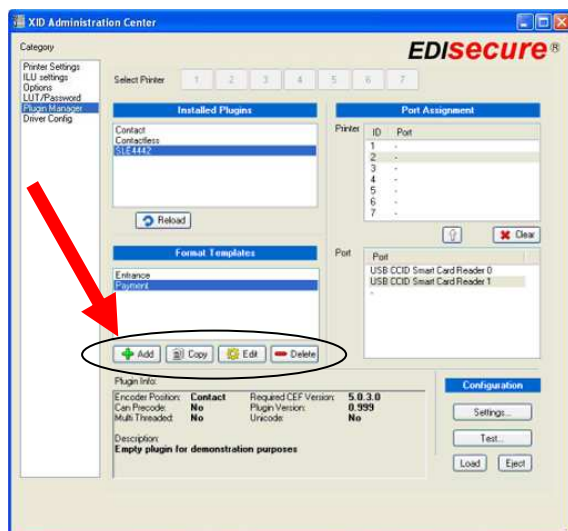 XID Administration Center
Category
EDIsecure®
Printer Settings
ILU settings
Options
LUT/Password
Plugin Manager
Driver Config
Select Printer 1 2 3 4 5 6 7
Installed Plugins
Contact
Contactless
SLE4442
Reload
Port Assignment
Printer
ID Port
1 -
2 -
3 -
4 -
5 -
6 -
7 -
Clear
Format Templates
Entrance
Payment
Add Copy Edit Delete
Port
Port
USB CCID Smart Card Reader 0
USB CCID Smart Card Reader 1
-
Plugin Info:
Encoder Position: Contact Required CEF Version: 5.0.3.0
Can Precode: No Plugin Version: 0.999
Multi Threaded: No Unicode: No
Description:
Empty plugin for demonstration purposes
Configuration
Settings...
Test...
Load Eject